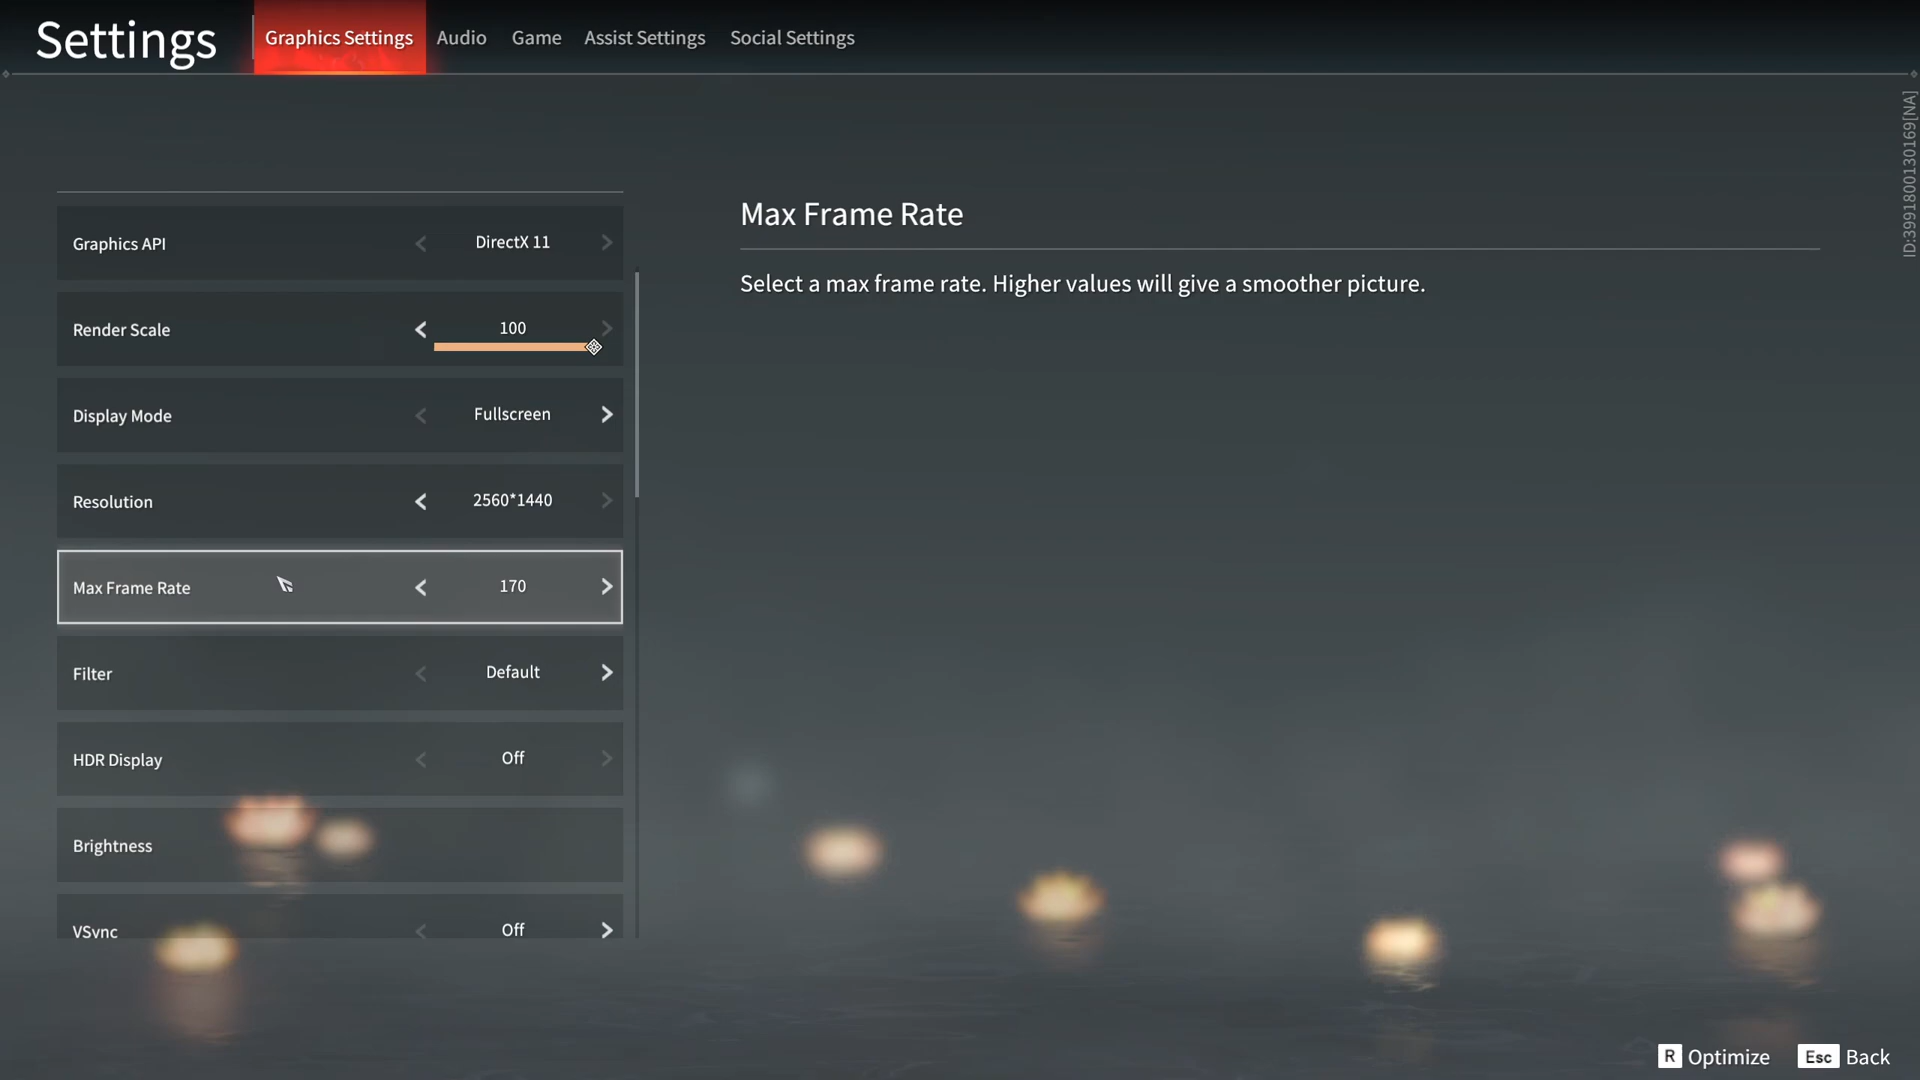 Settings
Graphics Settings
Audio
Game
Assist Settings
Social Settings
ID:3991800130169[NA]
Graphics API
DirectX 11
Render Scale
100
Display Mode
Fullscreen
Resolution
2560*1440
Max Frame Rate
170
Filter
Default
HDR Display
Off
Brightness
VSync
Off
Max Frame Rate
Select a max frame rate. Higher values will give a smoother picture.
R Optimize
Esc Back